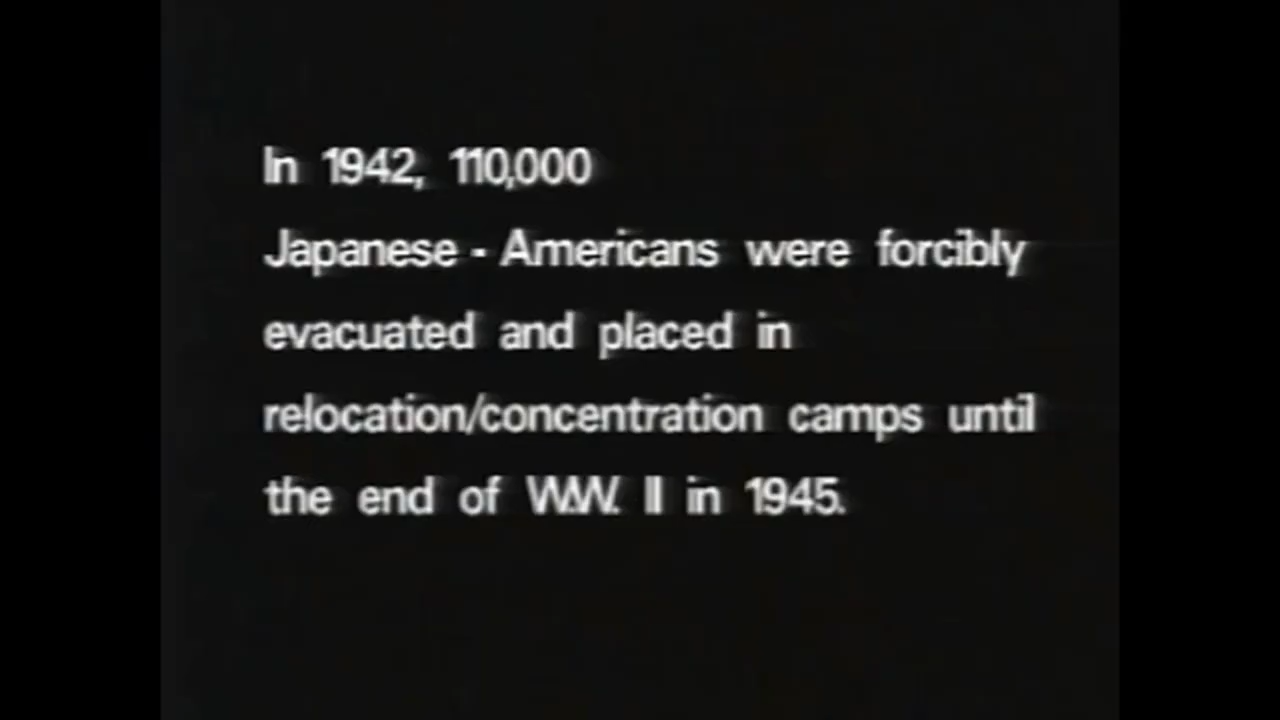 In 1942, 110,000
Japanese - Americans were forcibly
evacuated and placed in
relocation/concentration camps until
the end of W.W. II in 1945.